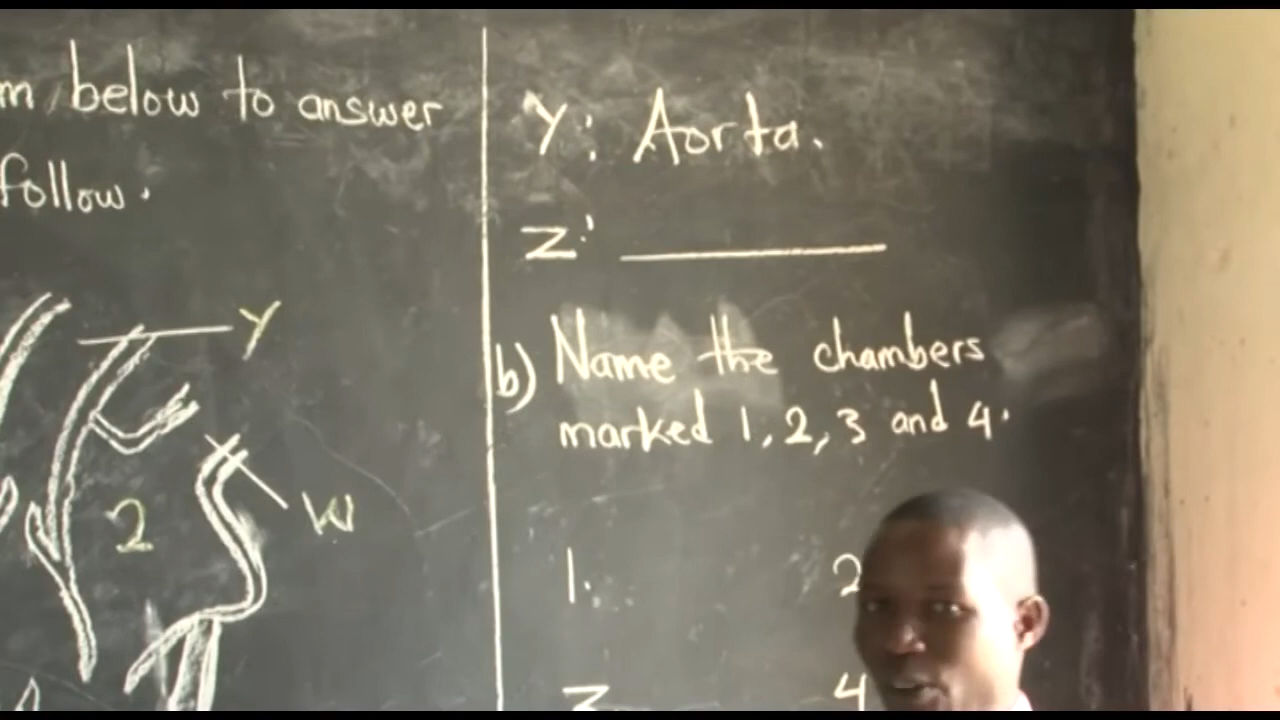 m below to answer
follow.
Y
W
2
Y: Aorta.
Z:
b) Name the chambers
marked 1, 2, 3 and 4.
1. 2
3 4